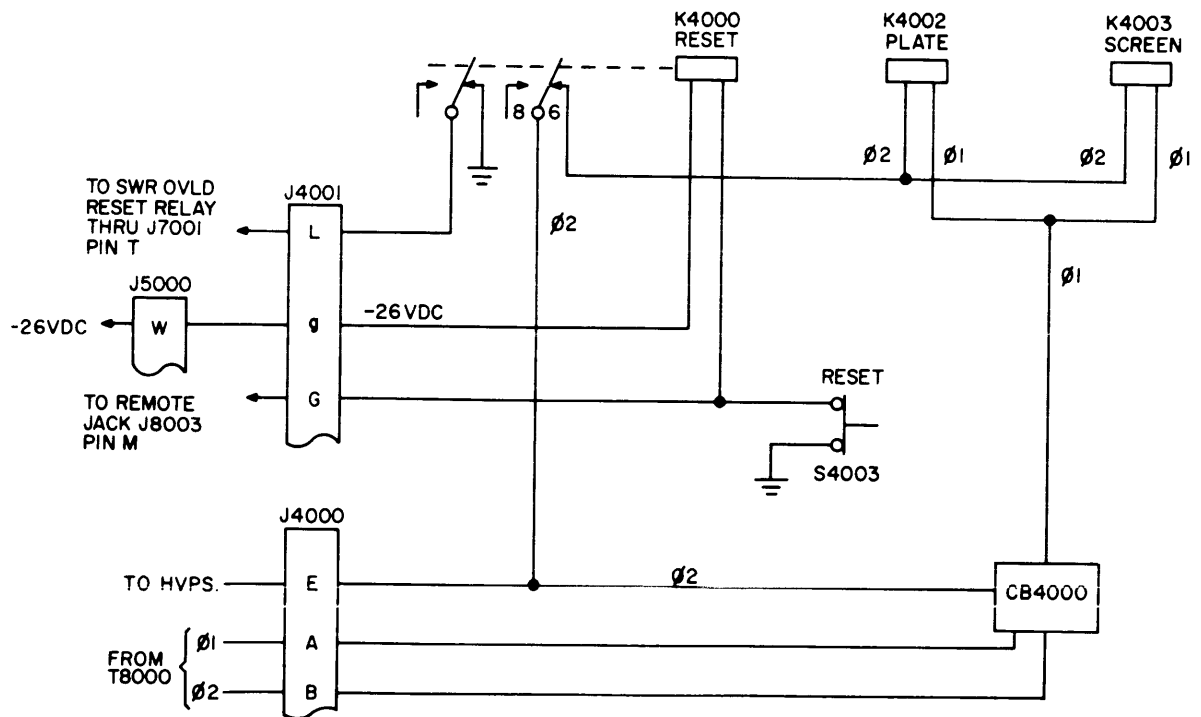 K4000
RESET
K4002
PLATE
K4003
SCREEN
8 6
Ø2
Ø1
Ø2
Ø1
TO SWR OVLD
RESET RELAY
THRU J7001
PIN T
J4001
L
Ø2
Ø1
J5000
-26VDC
W
g
-26VDC
TO REMOTE
JACK J8003
PIN M
G
RESET
S4003
J4000
TO HVPS.
E
Ø2
CB4000
FROM
T8000
Ø1
A
Ø2
B